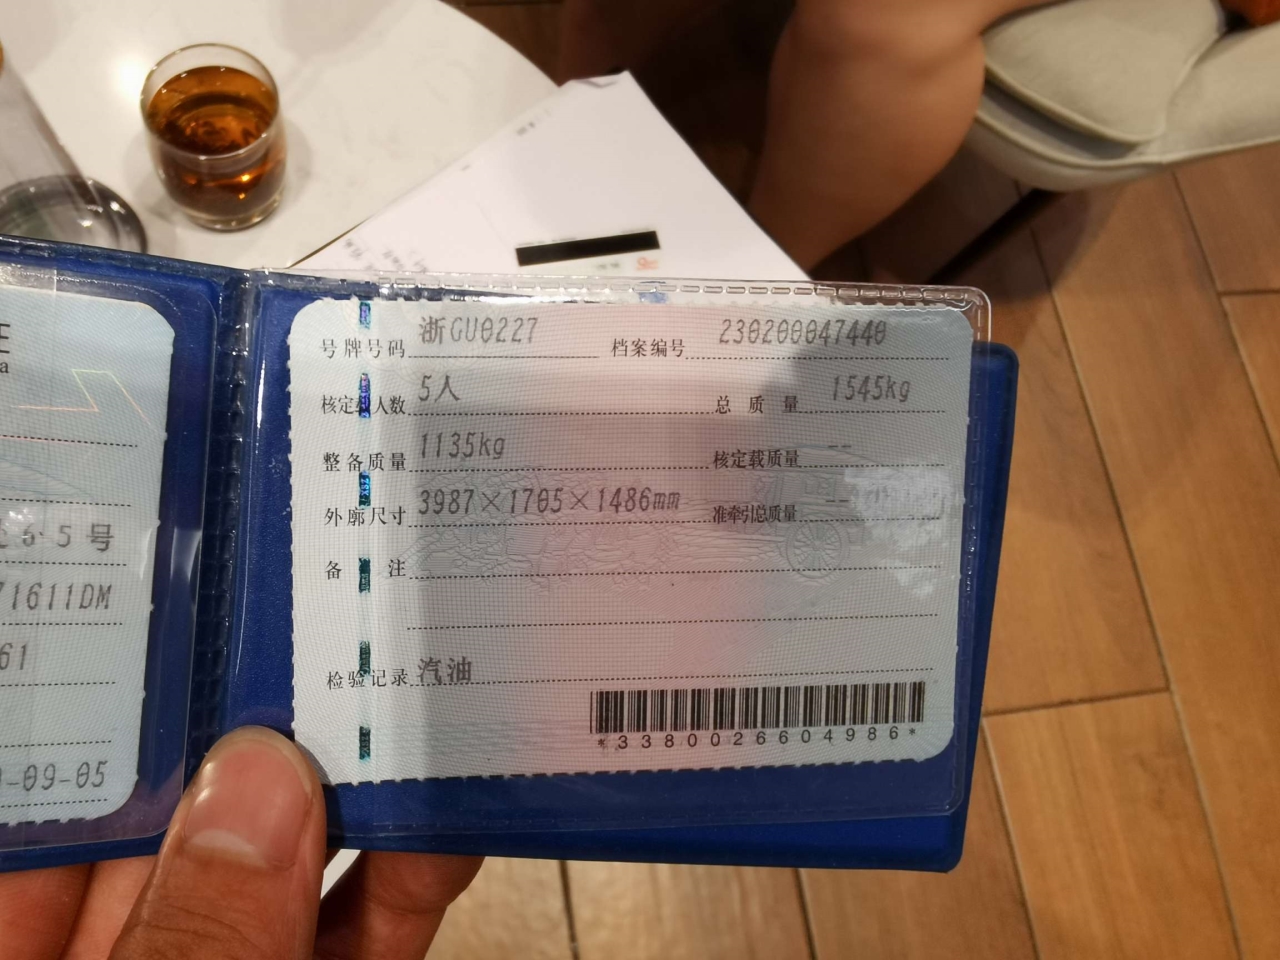 a
6-5号
71611DM
61
-09-05
号牌号码 浙GU0227 档案编号 230200047440
核定载人数 5人 总质量 1545kg
整备质量 1135kg 核定载质量 --
外廓尺寸 3987×1705×1486mm 准牵引总质量 --
备注
检验记录 汽油
*3380026604986*